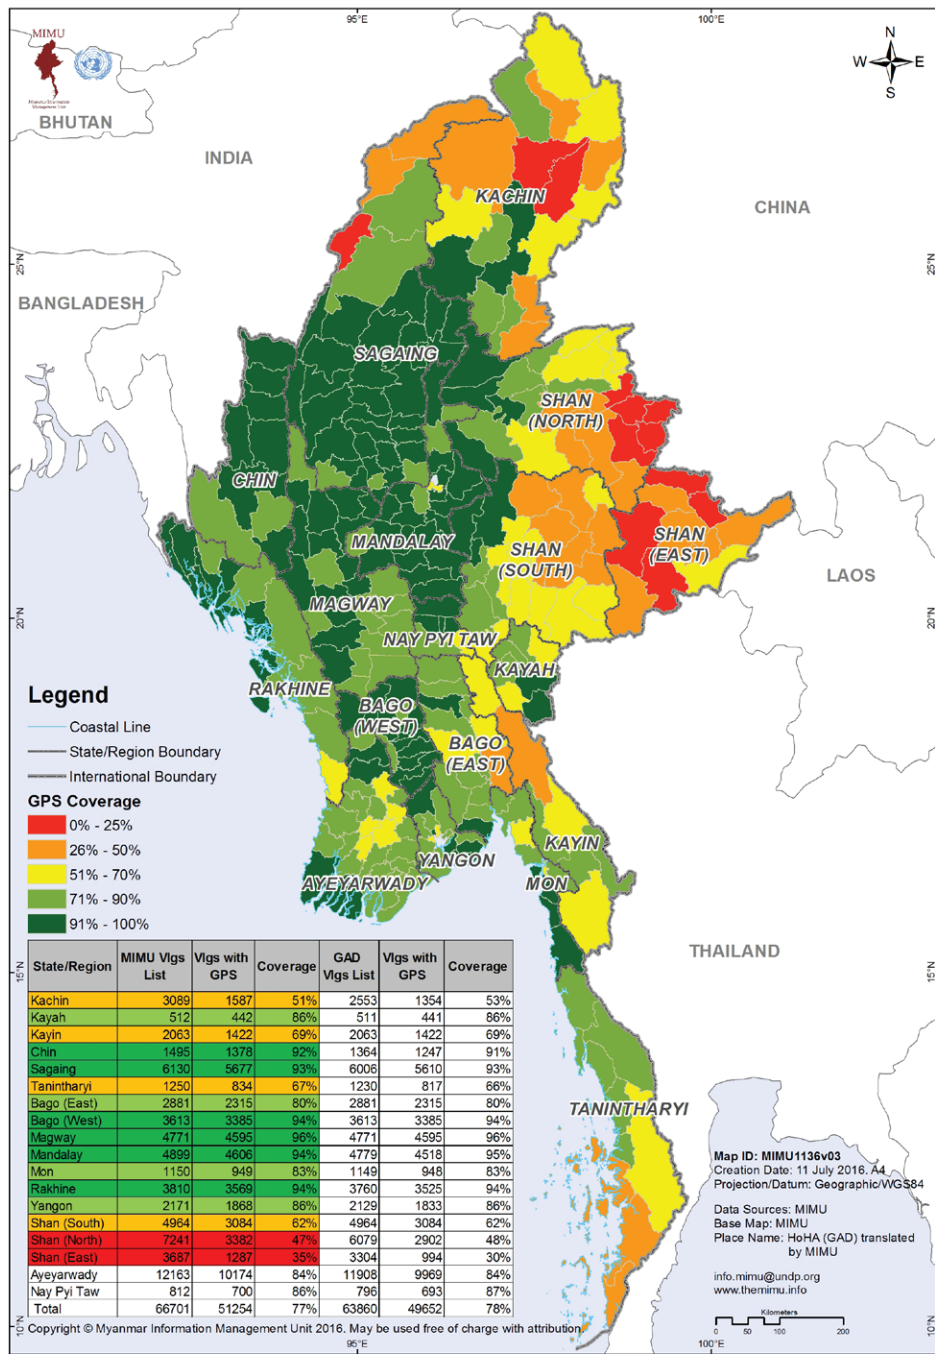 95°E
100°E
MIMU
Myanmar Information
Management Unit
N
W E
S
BHUTAN
INDIA
KACHIN
CHINA
25°N
25°N
BANGLADESH
SAGAING
SHAN
(NORTH)
CHIN
MANDALAY
SHAN
(SOUTH)
SHAN
(EAST)
LAOS
MAGWAY
20°N
20°N
NAY PYI TAW
KAYAH
RAKHINE
BAGO
(WEST)
BAGO
(EAST)
KAYIN
YANGON
AYEYARWADY
MON
THAILAND
15°N
15°N
TANINTHARYI
10°N
10°N
95°E
100°E
Legend
Coastal Line
State/Region Boundary
International Boundary
GPS Coverage
0% - 25%
26% - 50%
51% - 70%
71% - 90%
91% - 100%
State/Region MIMU Vlgs List Vlgs with GPS Coverage GAD Vlgs List Vlgs with GPS Coverage
Kachin 3089 1587 51% 2553 1354 53%
Kayah 512 442 86% 511 441 86%
Kayin 2063 1422 69% 2063 1422 69%
Chin 1495 1378 92% 1364 1247 91%
Sagaing 6130 5677 93% 6006 5610 93%
Tanintharyi 1250 834 67% 1230 817 66%
Bago (East) 2881 2315 80% 2881 2315 80%
Bago (West) 3613 3385 94% 3613 3385 94%
Magway 4771 4595 96% 4771 4595 96%
Mandalay 4899 4606 94% 4779 4518 95%
Mon 1150 949 83% 1149 948 83%
Rakhine 3810 3569 94% 3760 3525 94%
Yangon 2171 1868 86% 2129 1833 86%
Shan (South) 4964 3084 62% 4964 3084 62%
Shan (North) 7241 3382 47% 6079 2902 48%
Shan (East) 3687 1287 35% 3304 994 30%
Ayeyarwady 12163 10174 84% 11908 9969 84%
Nay Pyi Taw 812 700 86% 796 693 87%
Total 66701 51254 77% 63860 49652 78%
Copyright © Myanmar Information Management Unit 2016. May be used free of charge with attribution.
Map ID: MIMU1136v03
Creation Date: 11 July 2016. A4
Projection/Datum: Geographic/WGS84
Data Sources: MIMU
Base Map: MIMU
Place Name: HoHA (GAD) translated
by MIMU
info.mimu@undp.org
www.themimu.info
Kilometers
0 50 100 200